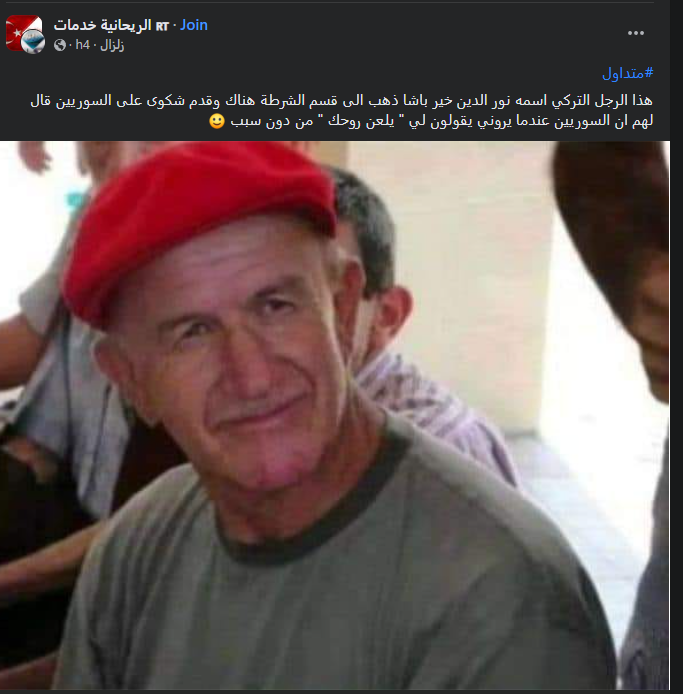 الريحانية خدمات RT · Join
زلزال · h4
#متداول
هذا الرجل التركي اسمه نور الدين خير باشا ذهب الى قسم الشرطة هناك وقدم شكوى على السوريين قال
لهم ان السوريين عندما يروني يقولون لي " يلعن روحك " من دون سبب 🙂